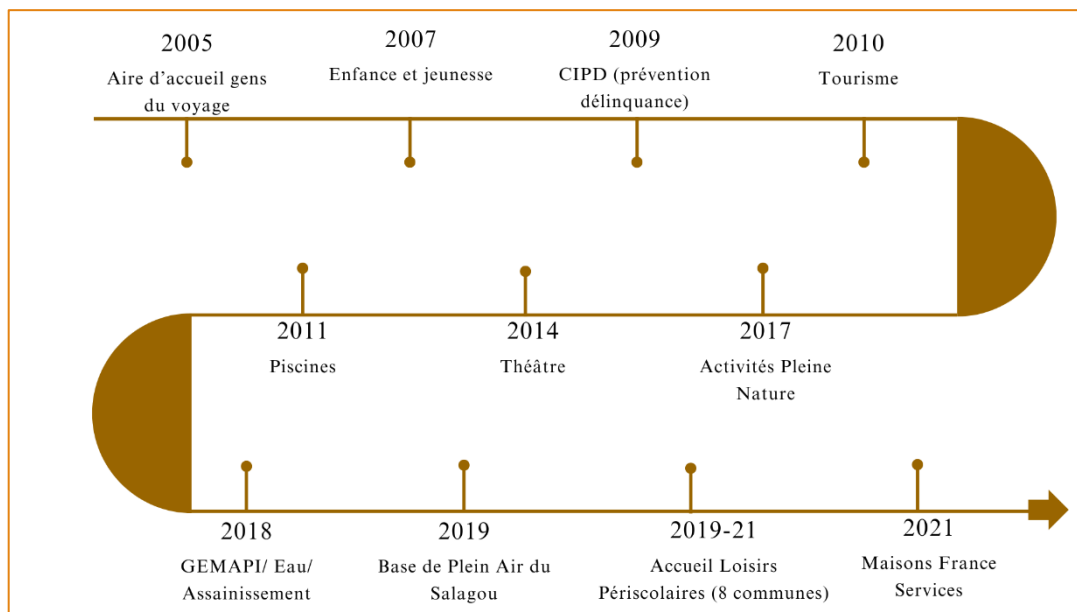 2005
Aire d'accueil gens
du voyage
2007
Enfance et jeunesse
2009
CIPD (prévention
délinquance)
2010
Tourisme
2011
Piscines
2014
Théâtre
2017
Activités Pleine
Nature
2018
GEMAPI/ Eau/
Assainissement
2019
Base de Plein Air du
Salagou
2019-21
Accueil Loisirs
Périscolaires (8 communes)
2021
Maisons France
Services